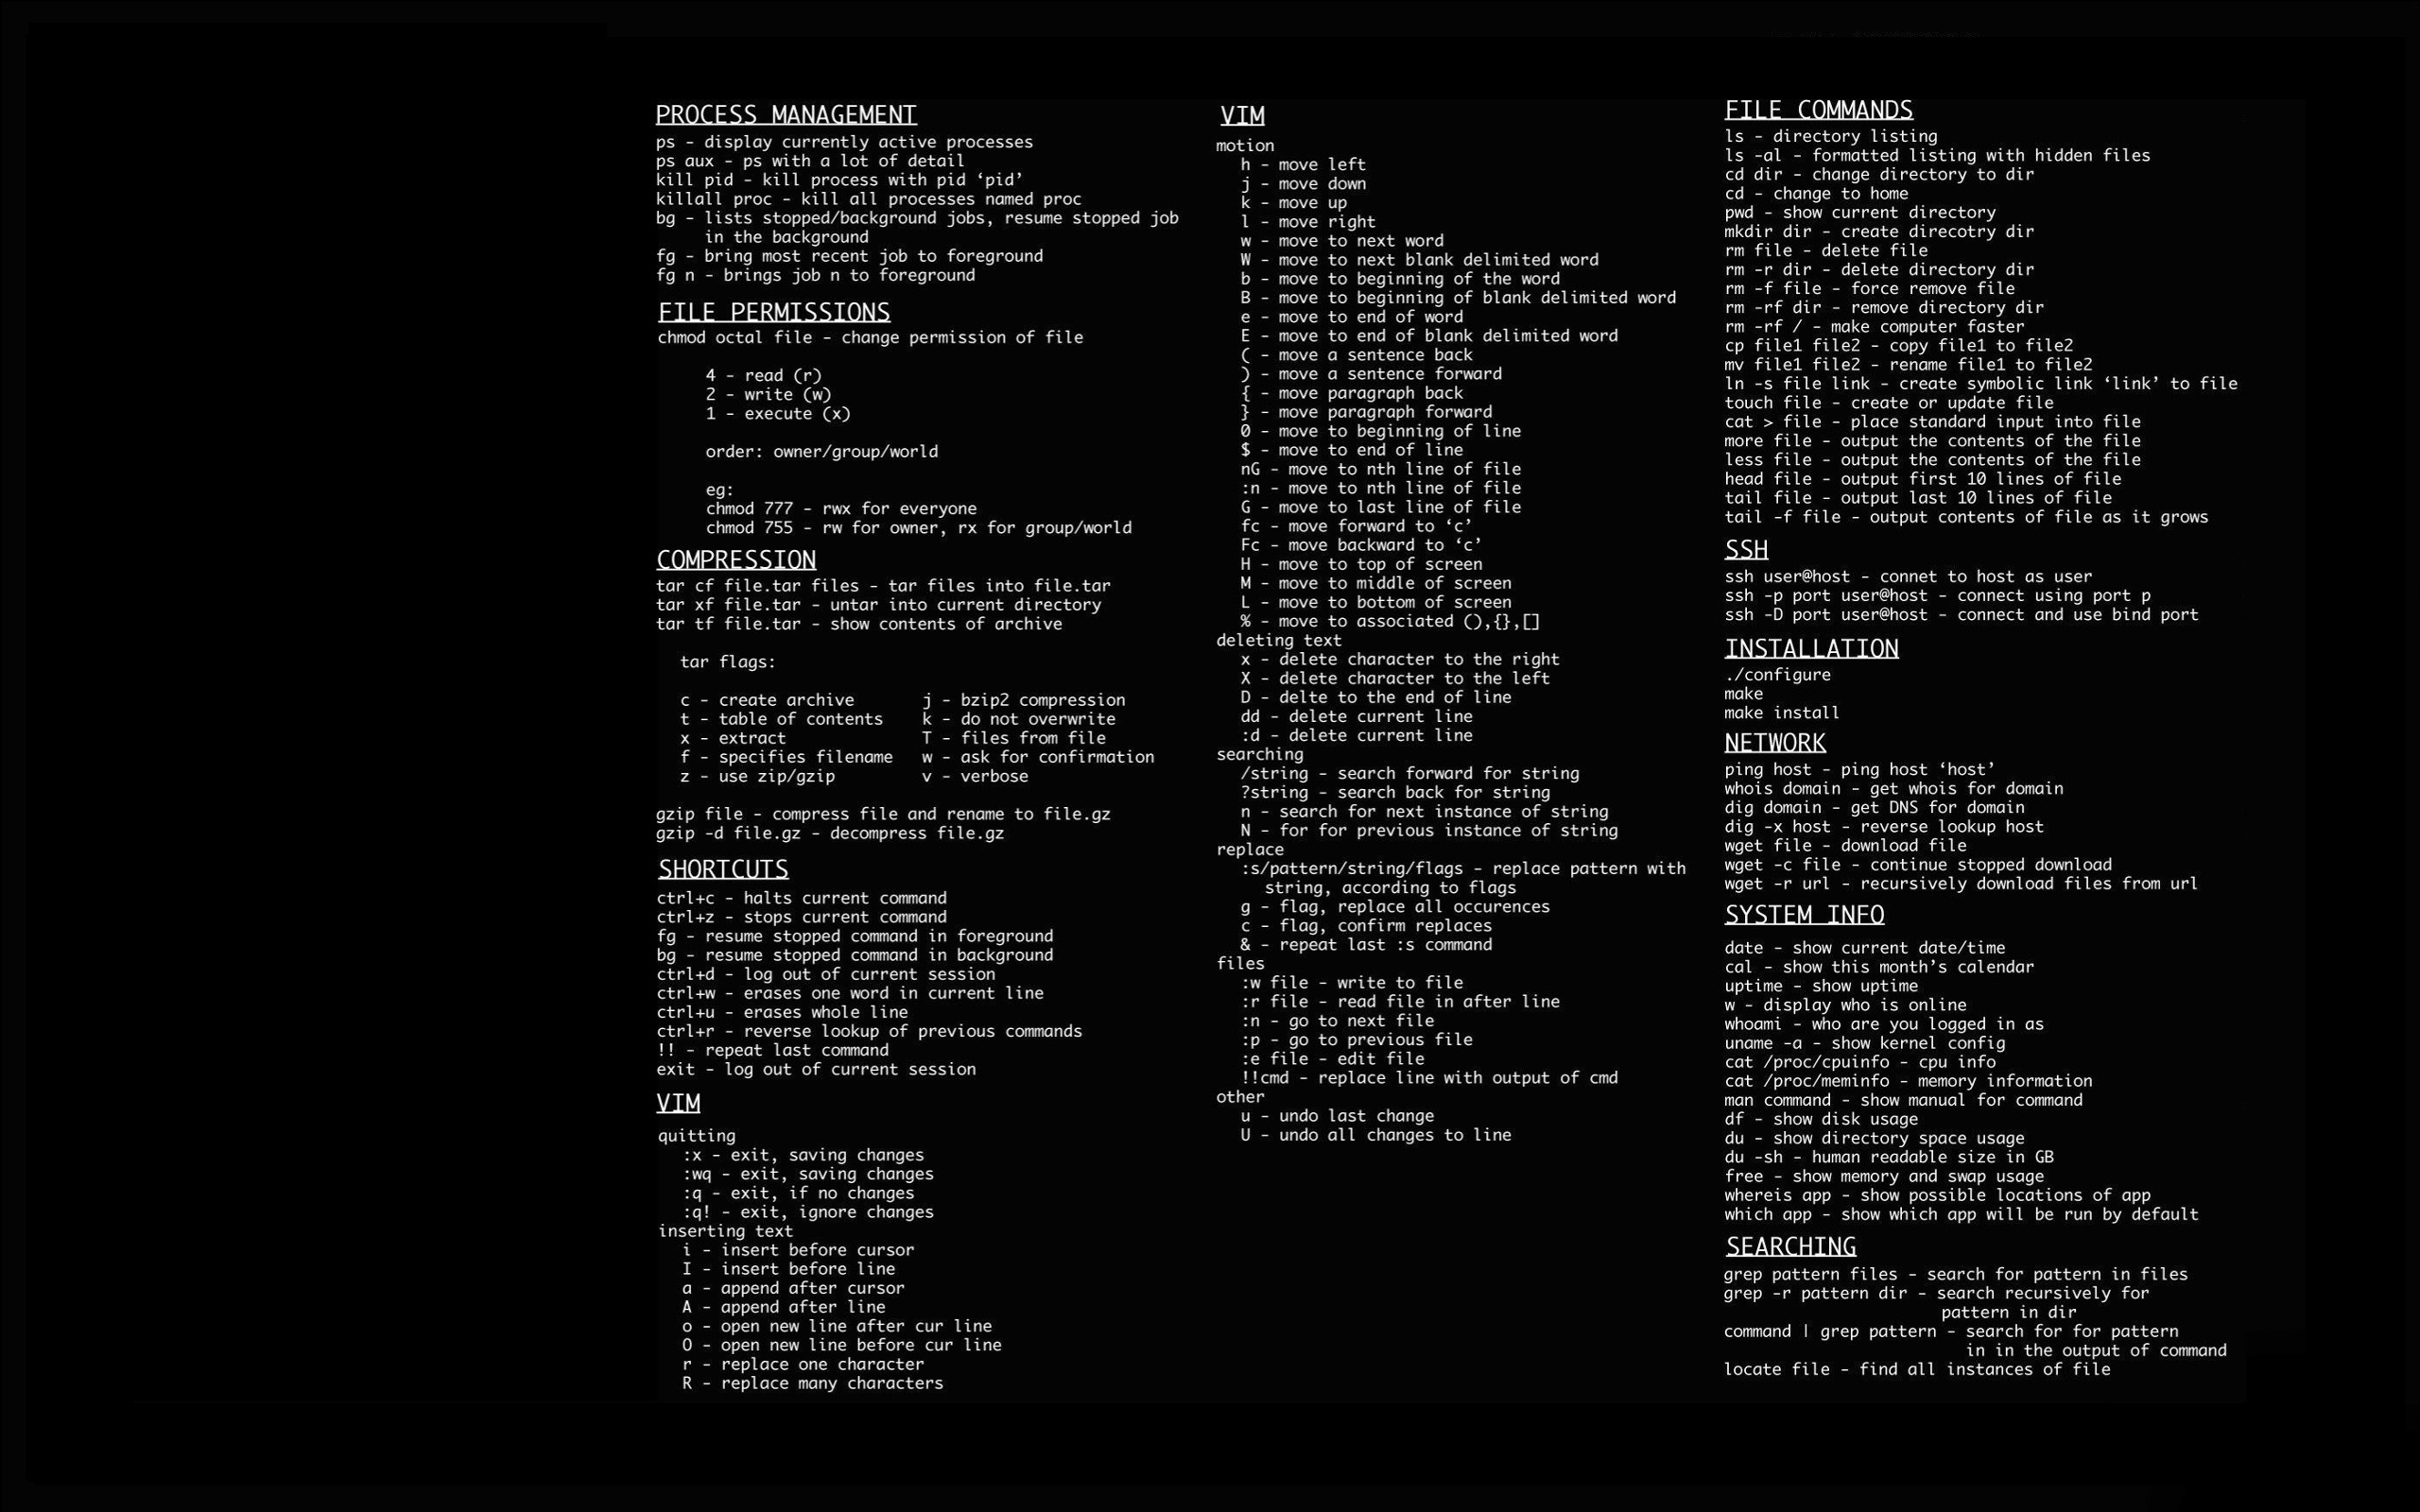 PROCESS MANAGEMENT
ps - display currently active processes
ps aux - ps with a lot of detail
kill pid - kill process with pid ‘pid’
killall proc - kill all processes named proc
bg - lists stopped/background jobs, resume stopped job
in the background
fg - bring most recent job to foreground
fg n - brings job n to foreground
FILE PERMISSIONS
chmod octal file - change permission of file
4 - read (r)
2 - write (w)
1 - execute (x)
order: owner/group/world
eg:
chmod 777 - rwx for everyone
chmod 755 - rw for owner, rx for group/world
COMPRESSION
tar cf file.tar files - tar files into file.tar
tar xf file.tar - untar into current directory
tar tf file.tar - show contents of archive
tar flags:
c - create archive j - bzip2 compression
t - table of contents k - do not overwrite
x - extract T - files from file
f - specifies filename w - ask for confirmation
z - use zip/gzip v - verbose
gzip file - compress file and rename to file.gz
gzip -d file.gz - decompress file.gz
SHORTCUTS
ctrl+c - halts current command
ctrl+z - stops current command
fg - resume stopped command in foreground
bg - resume stopped command in background
ctrl+d - log out of current session
ctrl+w - erases one word in current line
ctrl+u - erases whole line
ctrl+r - reverse lookup of previous commands
!! - repeat last command
exit - log out of current session
VIM
quitting
:x - exit, saving changes
:wq - exit, saving changes
:q - exit, if no changes
:q! - exit, ignore changes
inserting text
i - insert before cursor
I - insert before line
a - append after cursor
A - append after line
o - open new line after cur line
O - open new line before cur line
r - replace one character
R - replace many characters
VIM
motion
h - move left
j - move down
k - move up
l - move right
w - move to next word
W - move to next blank delimited word
b - move to beginning of the word
B - move to beginning of blank delimited word
e - move to end of word
E - move to end of blank delimited word
( - move a sentence back
) - move a sentence forward
{ - move paragraph back
} - move paragraph forward
0 - move to beginning of line
$ - move to end of line
nG - move to nth line of file
:n - move to nth line of file
G - move to last line of file
fc - move forward to ‘c’
Fc - move backward to ‘c’
H - move to top of screen
M - move to middle of screen
L - move to bottom of screen
% - move to associated (),{},[]
deleting text
x - delete character to the right
X - delete character to the left
D - delte to the end of line
dd - delete current line
:d - delete current line
searching
/string - search forward for string
?string - search back for string
n - search for next instance of string
N - for for previous instance of string
replace
:s/pattern/string/flags - replace pattern with
string, according to flags
g - flag, replace all occurences
c - flag, confirm replaces
& - repeat last :s command
files
:w file - write to file
:r file - read file in after line
:n - go to next file
:p - go to previous file
:e file - edit file
!!cmd - replace line with output of cmd
other
u - undo last change
U - undo all changes to line
FILE COMMANDS
ls - directory listing
ls -al - formatted listing with hidden files
cd dir - change directory to dir
cd - change to home
pwd - show current directory
mkdir dir - create direcotry dir
rm file - delete file
rm -r dir - delete directory dir
rm -f file - force remove file
rm -rf dir - remove directory dir
rm -rf / - make computer faster
cp file1 file2 - copy file1 to file2
mv file1 file2 - rename file1 to file2
ln -s file link - create symbolic link ‘link’ to file
touch file - create or update file
cat > file - place standard input into file
more file - output the contents of the file
less file - output the contents of the file
head file - output first 10 lines of file
tail file - output last 10 lines of file
tail -f file - output contents of file as it grows
SSH
ssh user@host - connet to host as user
ssh -p port user@host - connect using port p
ssh -D port user@host - connect and use bind port
INSTALLATION
./configure
make
make install
NETWORK
ping host - ping host ‘host’
whois domain - get whois for domain
dig domain - get DNS for domain
dig -x host - reverse lookup host
wget file - download file
wget -c file - continue stopped download
wget -r url - recursively download files from url
SYSTEM INFO
date - show current date/time
cal - show this month’s calendar
uptime - show uptime
w - display who is online
whoami - who are you logged in as
uname -a - show kernel config
cat /proc/cpuinfo - cpu info
cat /proc/meminfo - memory information
man command - show manual for command
df - show disk usage
du - show directory space usage
du -sh - human readable size in GB
free - show memory and swap usage
whereis app - show possible locations of app
which app - show which app will be run by default
SEARCHING
grep pattern files - search for pattern in files
grep -r pattern dir - search recursively for
pattern in dir
command | grep pattern - search for for pattern
in in the output of command
locate file - find all instances of file